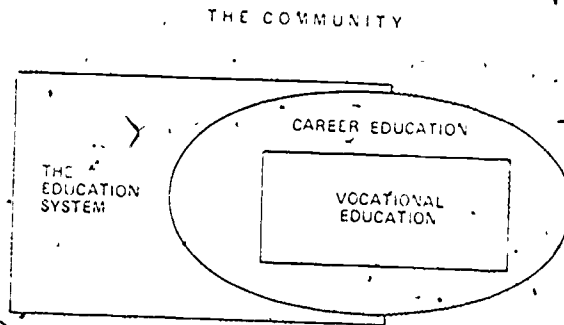 THE COMMUNITY
CAREER EDUCATION
THE
EDUCATION
SYSTEM
VOCATIONAL
EDUCATION